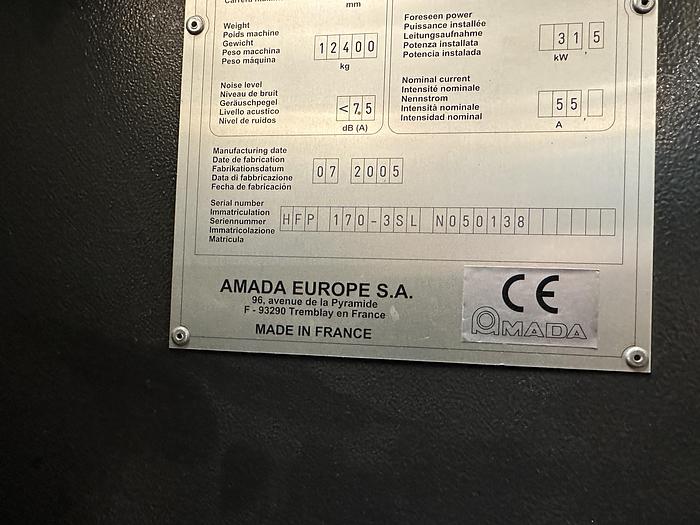 mm
Weight
Poids machine
Gewicht
Peso macchina
Peso máquina
12400
kg
Foreseen power
Puissance installée
Leitungsaufnahme
Potenza installata
Potencia instalada
31,5
kW
Noise level
Niveau de bruit
Geräuschpegel
Livello acustico
Nivel de ruidos
<75
dB (A)
Nominal current
Intensité nominale
Nennstrom
Intensità nominale
Intensidad nominal
55,
A
Manufacturing date
Date de fabrication
Fabrikationsdatum
Data di fabbricazione
Fecha de fabricación
07 2005
Serial number
Immatriculation
Seriennummer
Immatricolazione
Matricula
HFP 170-3SL N050138
AMADA EUROPE S.A.
96, avenue de la Pyramide
F - 93290 Tremblay en France
MADE IN FRANCE
CE
AMADA